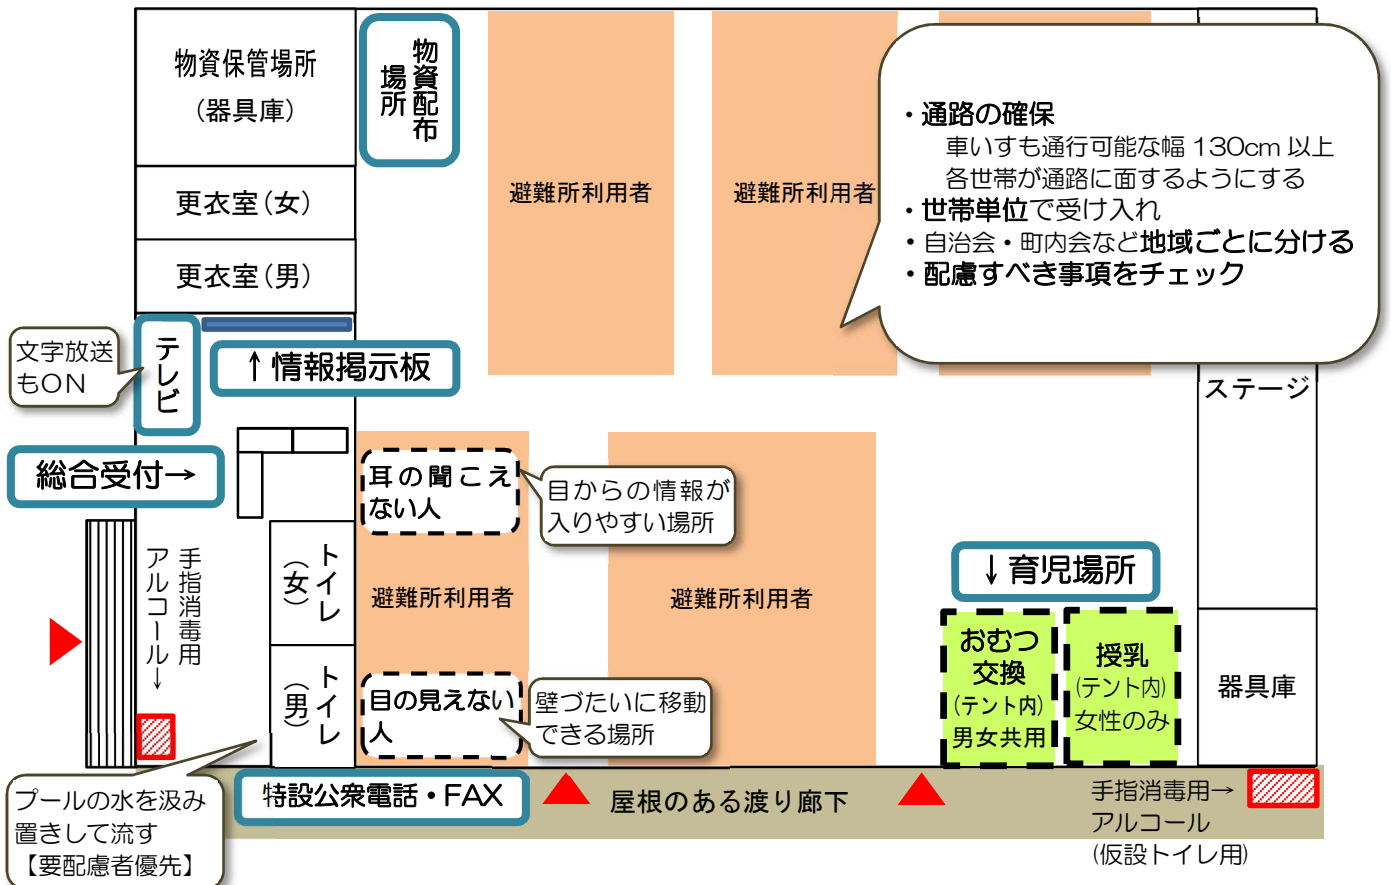 物資保管場所
（器具庫）
物資配布
場所
更衣室（女）
更衣室（男）
避難所利用者
避難所利用者
・通路の確保
車いすも通行可能な幅 130cm 以上
各世帯が通路に面するようにする
・世帯単位で受け入れ
・自治会・町内会など地域ごとに分ける
・配慮すべき事項をチェック
文字放送
もON
テレビ
↑情報掲示板
ステージ
総合受付→
耳の聞こえ
ない人
目からの情報が
入りやすい場所
手指消毒用
アルコール→
トイレ
（女）
避難所利用者
避難所利用者
↓育児場所
おむつ
交換
(テント内)
男女共用
授乳
(テント内)
女性のみ
器具庫
トイレ
（男）
目の見えない
人
壁づたいに移動
できる場所
プールの水を汲み
置きして流す
【要配慮者優先】
特設公衆電話・FAX
屋根のある渡り廊下
手指消毒用→
アルコール
(仮設トイレ用)